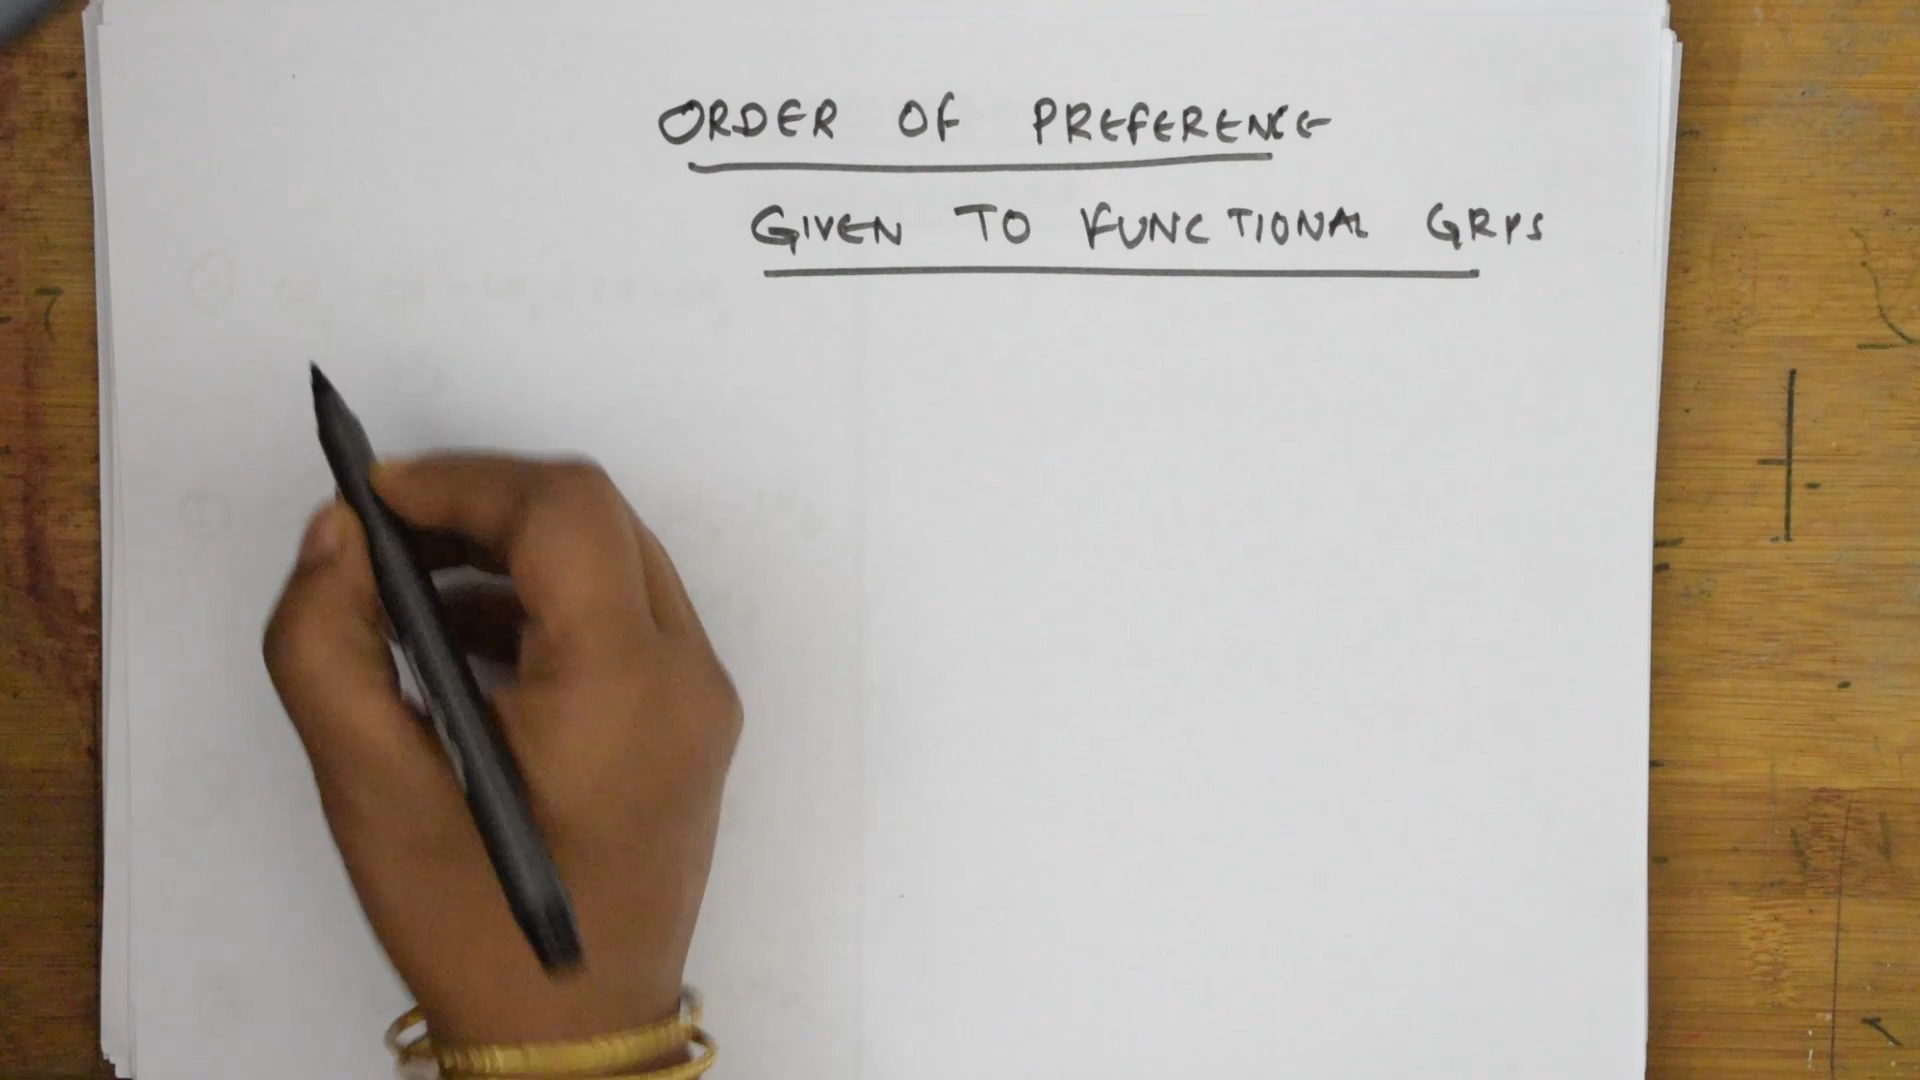 ORDER OF PREFERENCE
GIVEN TO FUNCTIONAL GRPS